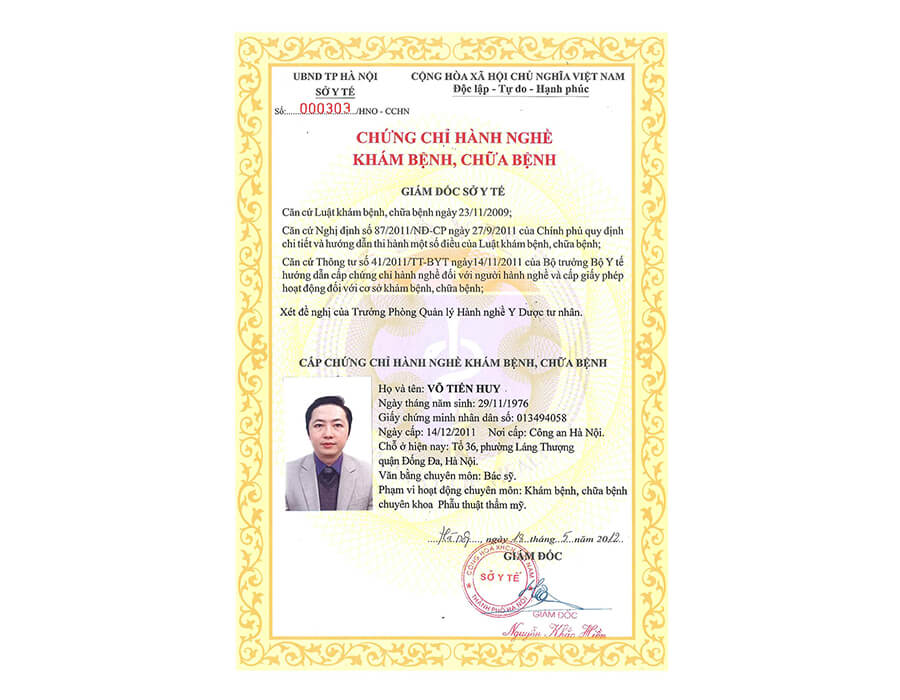 UBND TP HÀ NỘI
SỞ Y TẾ
Số:.......000303../HNO - CCHN
CỘNG HÒA XÃ HỘI CHỦ NGHĨA VIỆT NAM
Độc lập - Tự do - Hạnh phúc
CHỨNG CHỈ HÀNH NGHỀ
KHÁM BỆNH, CHỮA BỆNH
GIÁM ĐỐC SỞ Y TẾ
Căn cứ Luật khám bệnh, chữa bệnh ngày 23/11/2009;
Căn cứ Nghị định số 87/2011/NĐ-CP ngày 27/9/2011 của Chính phủ quy định
chi tiết và hướng dẫn thi hành một số điều của Luật khám bệnh, chữa bệnh;
Căn cứ Thông tư số 41/2011/TT-BYT ngày14/11/2011 của Bộ trưởng Bộ Y tế
hướng dẫn cấp chứng chỉ hành nghề đối với người hành nghề và cấp giấy phép
hoạt động đối với cơ sở khám bệnh, chữa bệnh;
Xét đề nghị của Trưởng Phòng Quản lý Hành nghề Y Dược tư nhân.
CẤP CHỨNG CHỈ HÀNH NGHỀ KHÁM BỆNH, CHỮA BỆNH
Họ và tên: VÕ TIẾN HUY
Ngày tháng năm sinh: 29/11/1976
Giấy chứng minh nhân dân số: 013494058
Ngày cấp: 14/12/2011 Nơi cấp: Công an Hà Nội.
Chỗ ở hiện nay: Tổ 36, phường Láng Thượng
quận Đống Đa, Hà Nội.
Văn bằng chuyên môn: Bác sỹ.
Phạm vi hoạt động chuyên môn: Khám bệnh, chữa bệnh
chuyên khoa Phẫu thuật thẩm mỹ.
....Hà Nội...., ngày 18..tháng..5..năm 2012..
GIÁM ĐỐC
CỘNG HÒA XHCN VIỆT NAM
SỞ Y TẾ
THÀNH PHỐ HÀ NỘI
GIÁM ĐỐC
Nguyễn Khắc Hiền